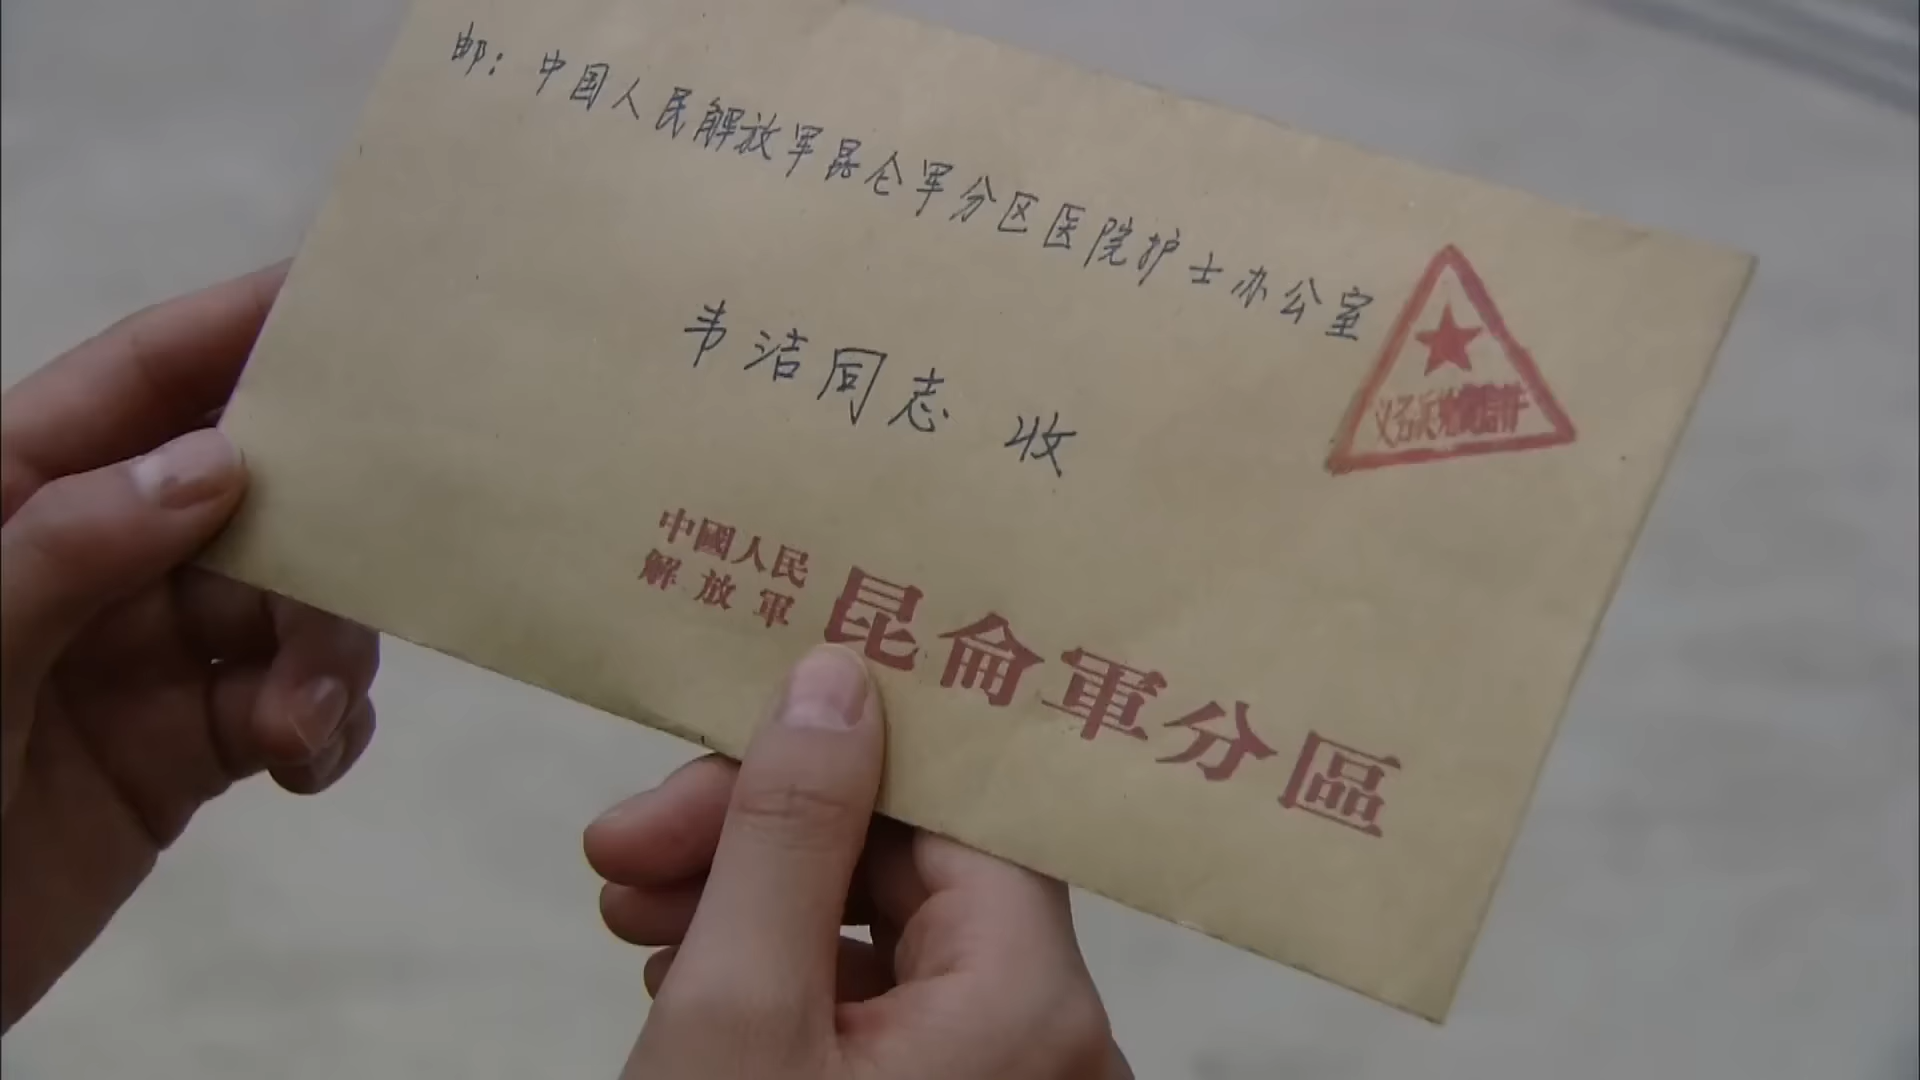 邮：中国人民解放军昆仑军分区医院护士办公室
韦洁同志 收
中國人民
解放軍
昆侖軍分區